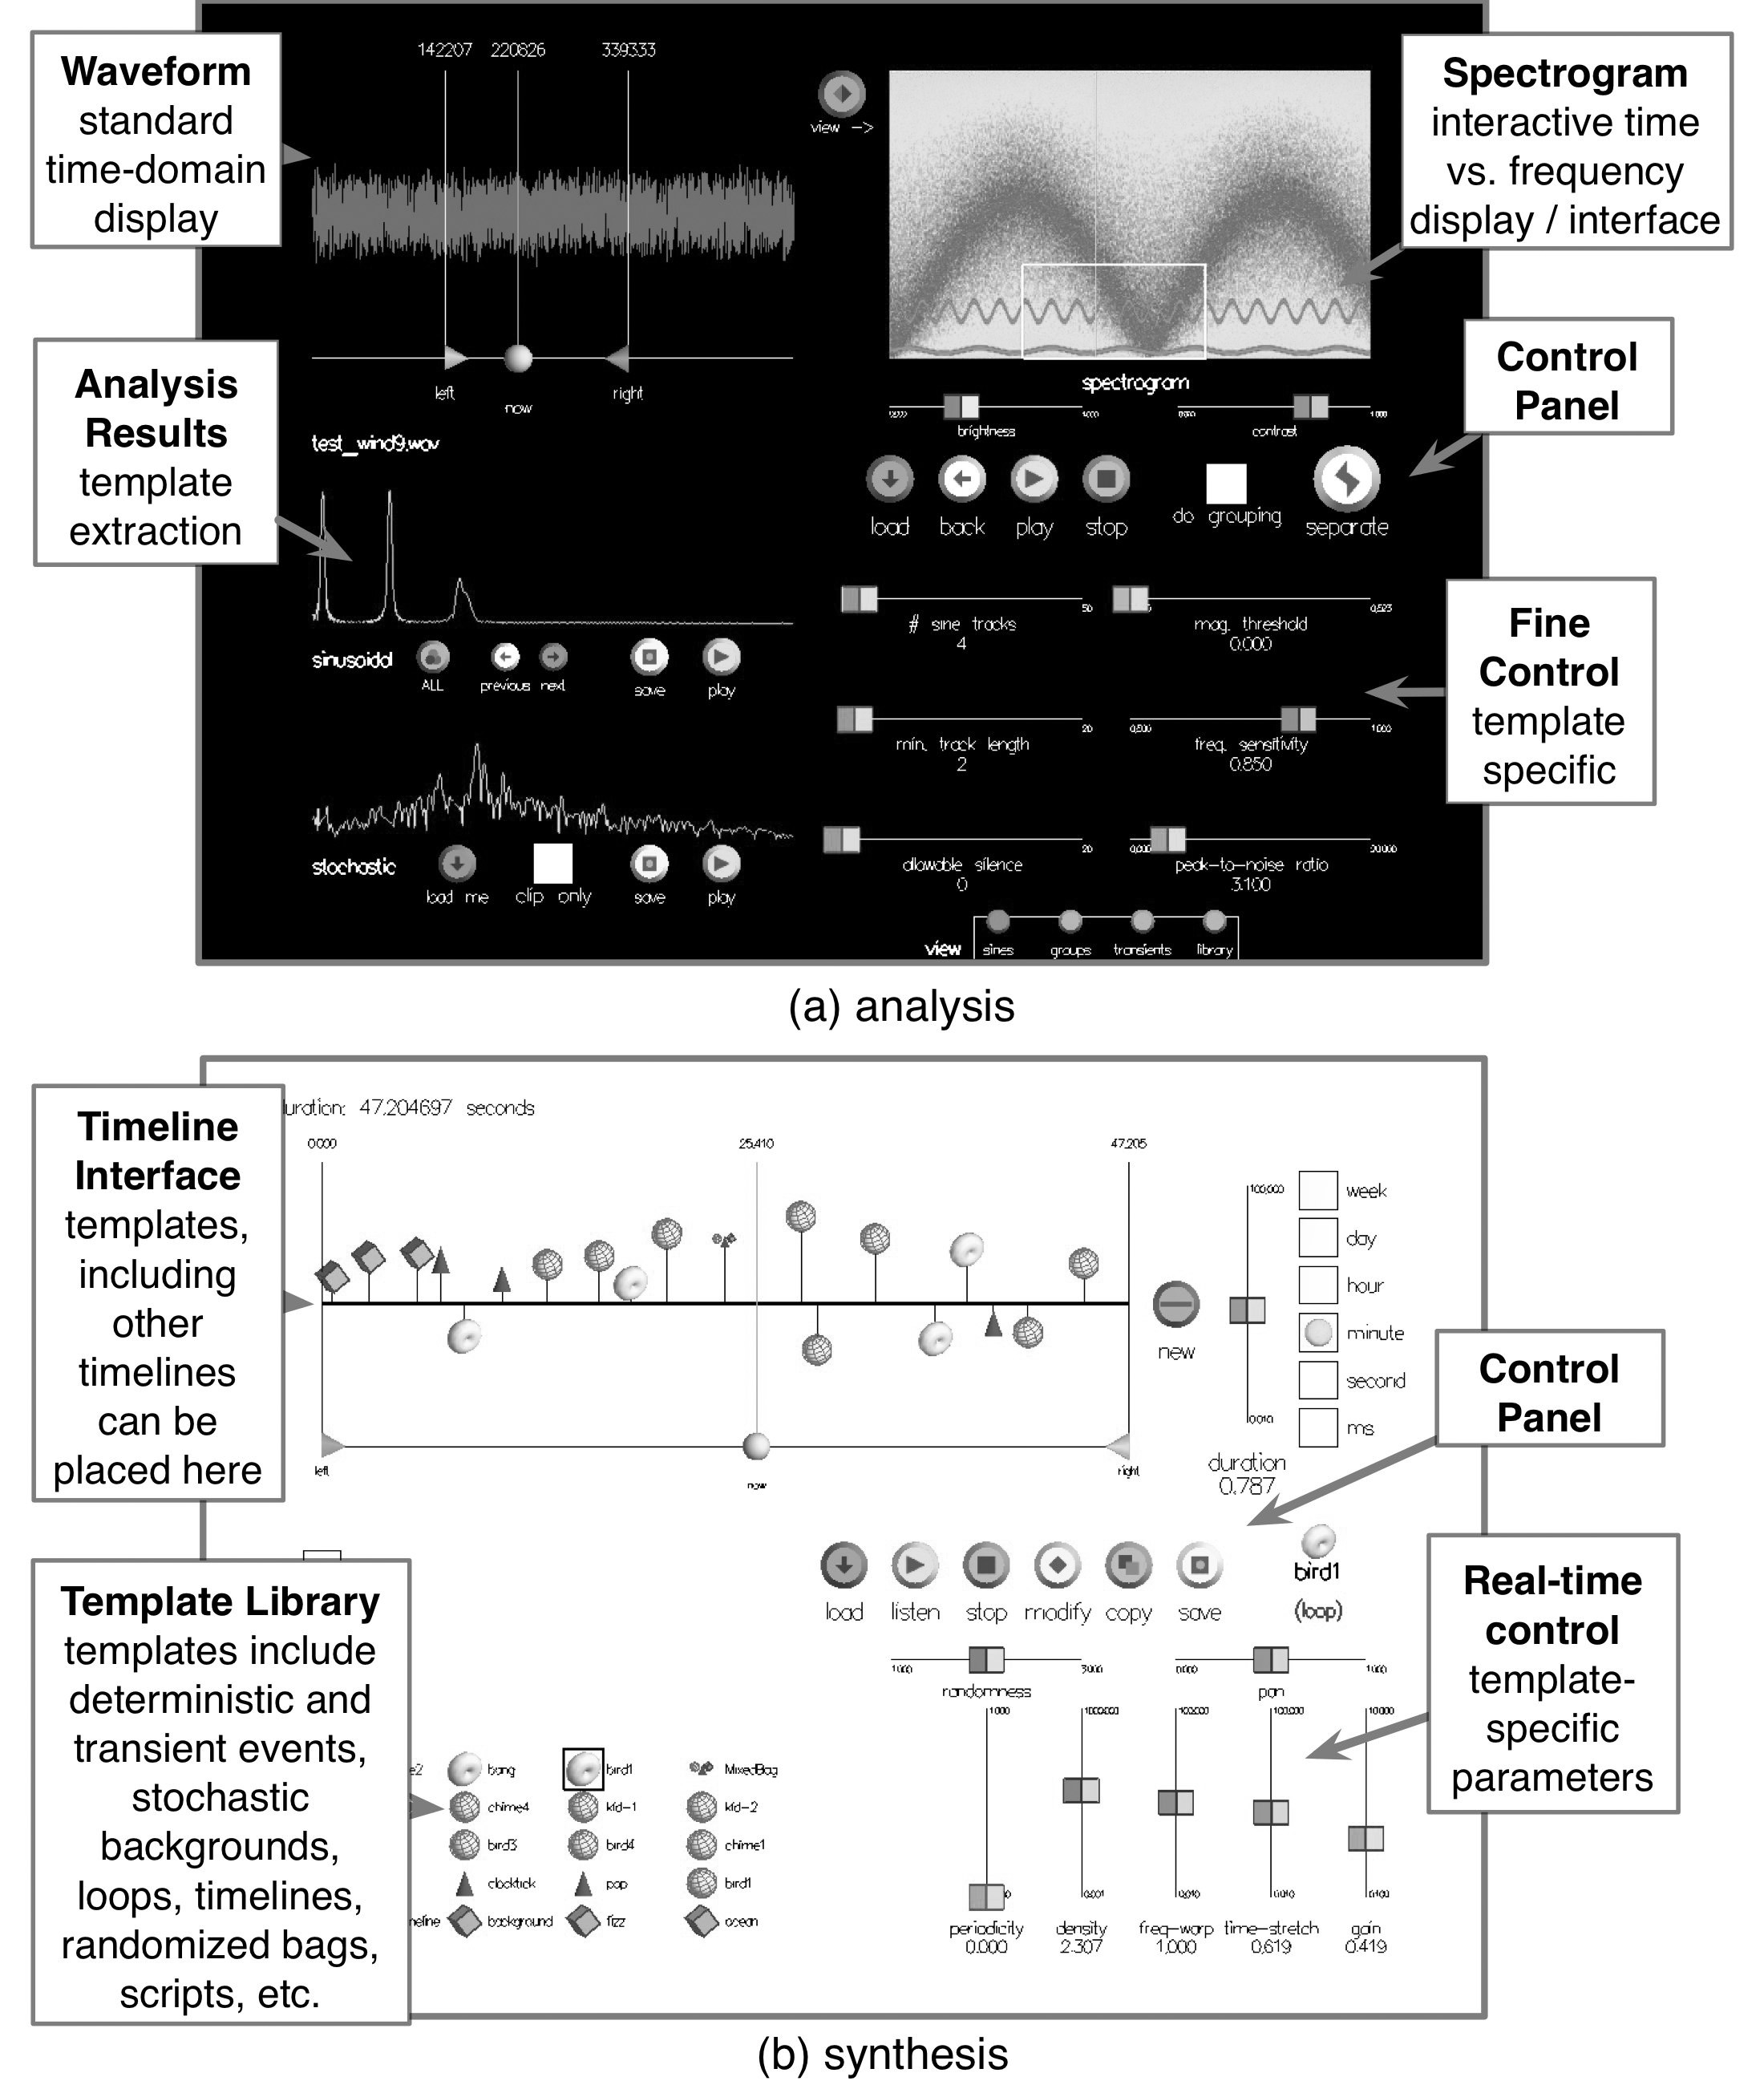 Waveform
standard
time-domain
display
142207 220826 339333
left
now
right
view ->
Spectrogram
interactive time
vs. frequency
display / interface
spectrogram
brightness
contrast
Control
Panel
Analysis
Results
template
extraction
test_wind9.wav
load back play stop do grouping separate
sinusoidal
ALL previous next save play
stochastic
load me clip only save play
# sine tracks
4
50
mag. threshold
0.000
min. track length
2
20
freq. sensitivity
0.850
allowable silence
0
20
peak-to-noise ratio
3.100
Fine
Control
template
specific
view sines groups transients library
(a) analysis
Timeline
Interface
templates,
including
other
timelines
can be
placed here
duration: 47.204697 seconds
0.000 25.410 47.205
left now right
new
100.000
0.010
duration
0.787
week
day
hour
minute
second
ms
Control
Panel
load listen stop modify copy save
bird1
(loop)
randomness
pan
Real-time
control
template-
specific
parameters
Template Library
templates include
deterministic and
transient events,
stochastic
backgrounds,
loops, timelines,
randomized bags,
scripts, etc.
e2 bang bird1 MixedBag
chime4 kid-1 kid-2
bird3 bird4 chime1
clocktick pop bird1
meline background fizz ocean
periodicity density freq-warp time-stretch gain
0.000 2.307 1.000 0.619 0.419
(b) synthesis